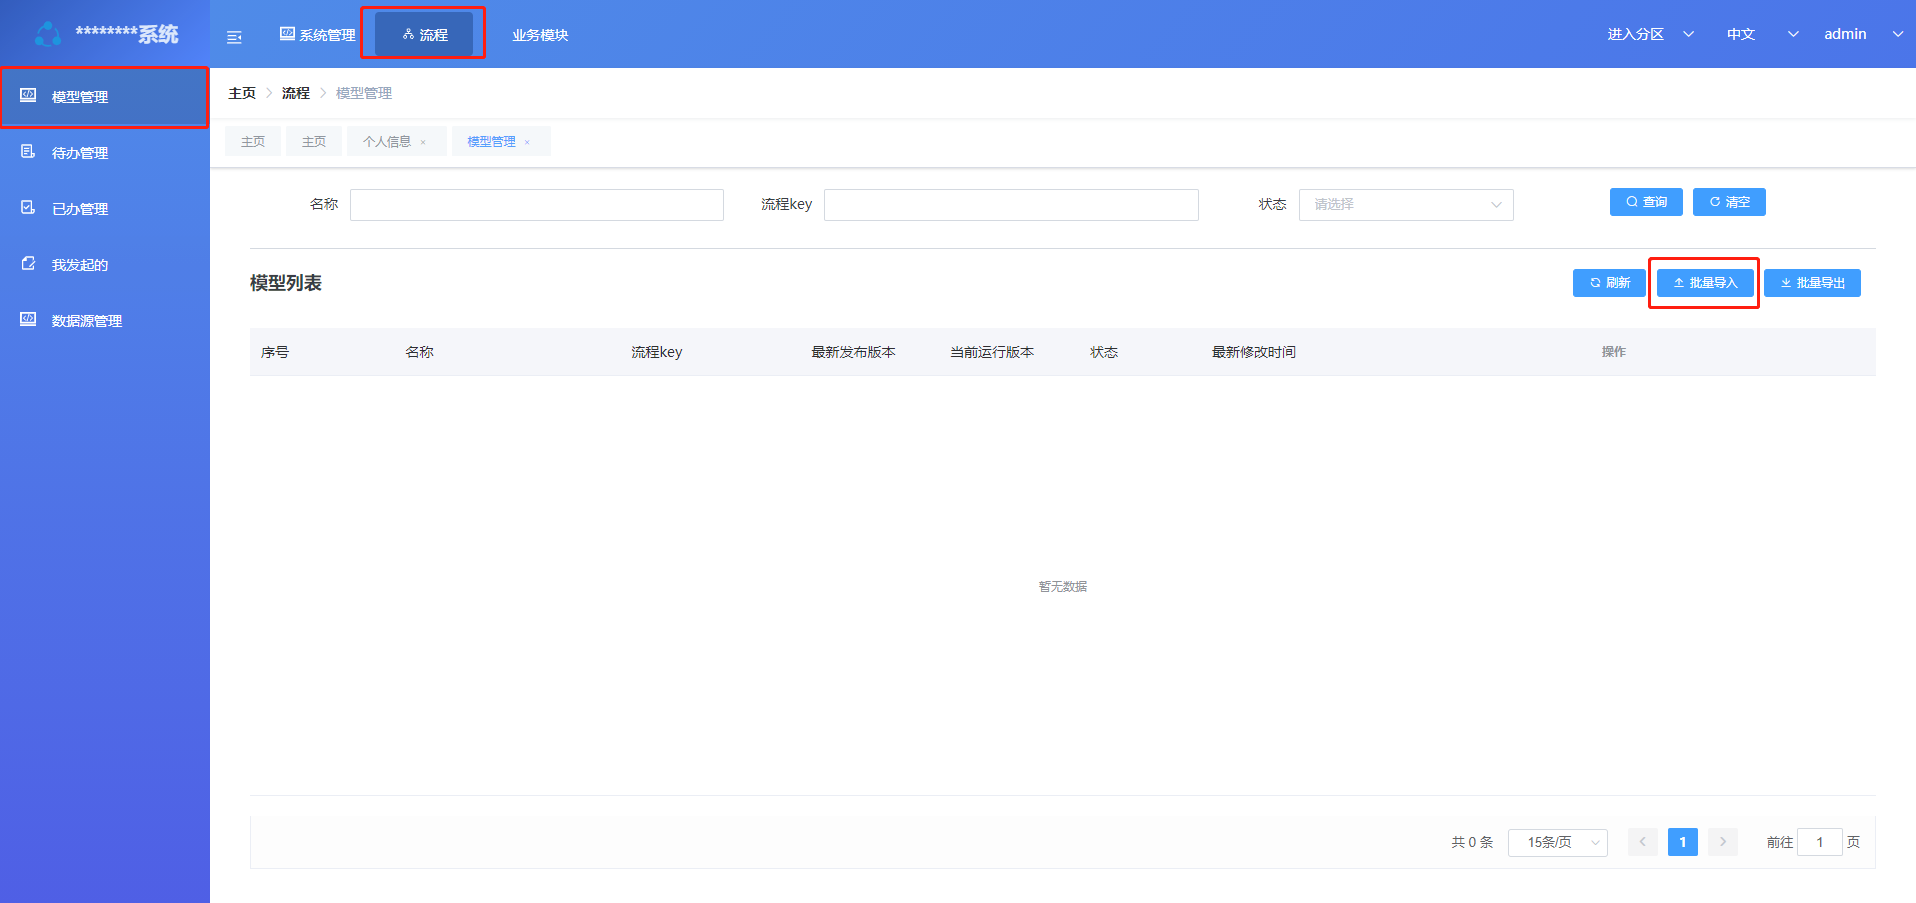 ********系统
系统管理
流程
业务模块
进入分区
中文
admin
模型管理
待办管理
已办管理
我发起的
数据源管理
主页 > 流程 > 模型管理
主页
主页
个人信息 ×
模型管理 ×
名称
流程key
状态
请选择
查询
清空
模型列表
刷新
批量导入
批量导出
序号 名称 流程key 最新发布版本 当前运行版本 状态 最新修改时间 操作
暂无数据
共 0 条
15条/页
1
前往 1 页